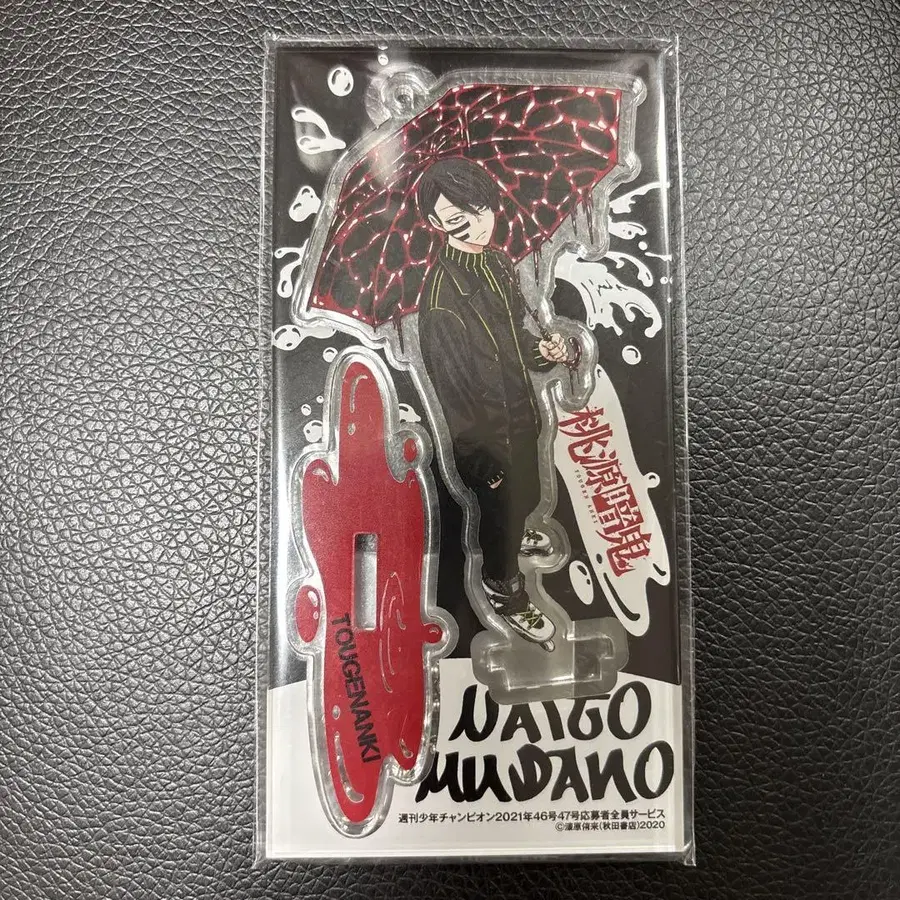 桃源暗鬼
TOUGEN ANKI
TOUGENANKI
NAITO
MUDANO
週刊少年チャンピオン2021年46号47号応募者全員サービス
©漆原侑来(秋田書店)2020